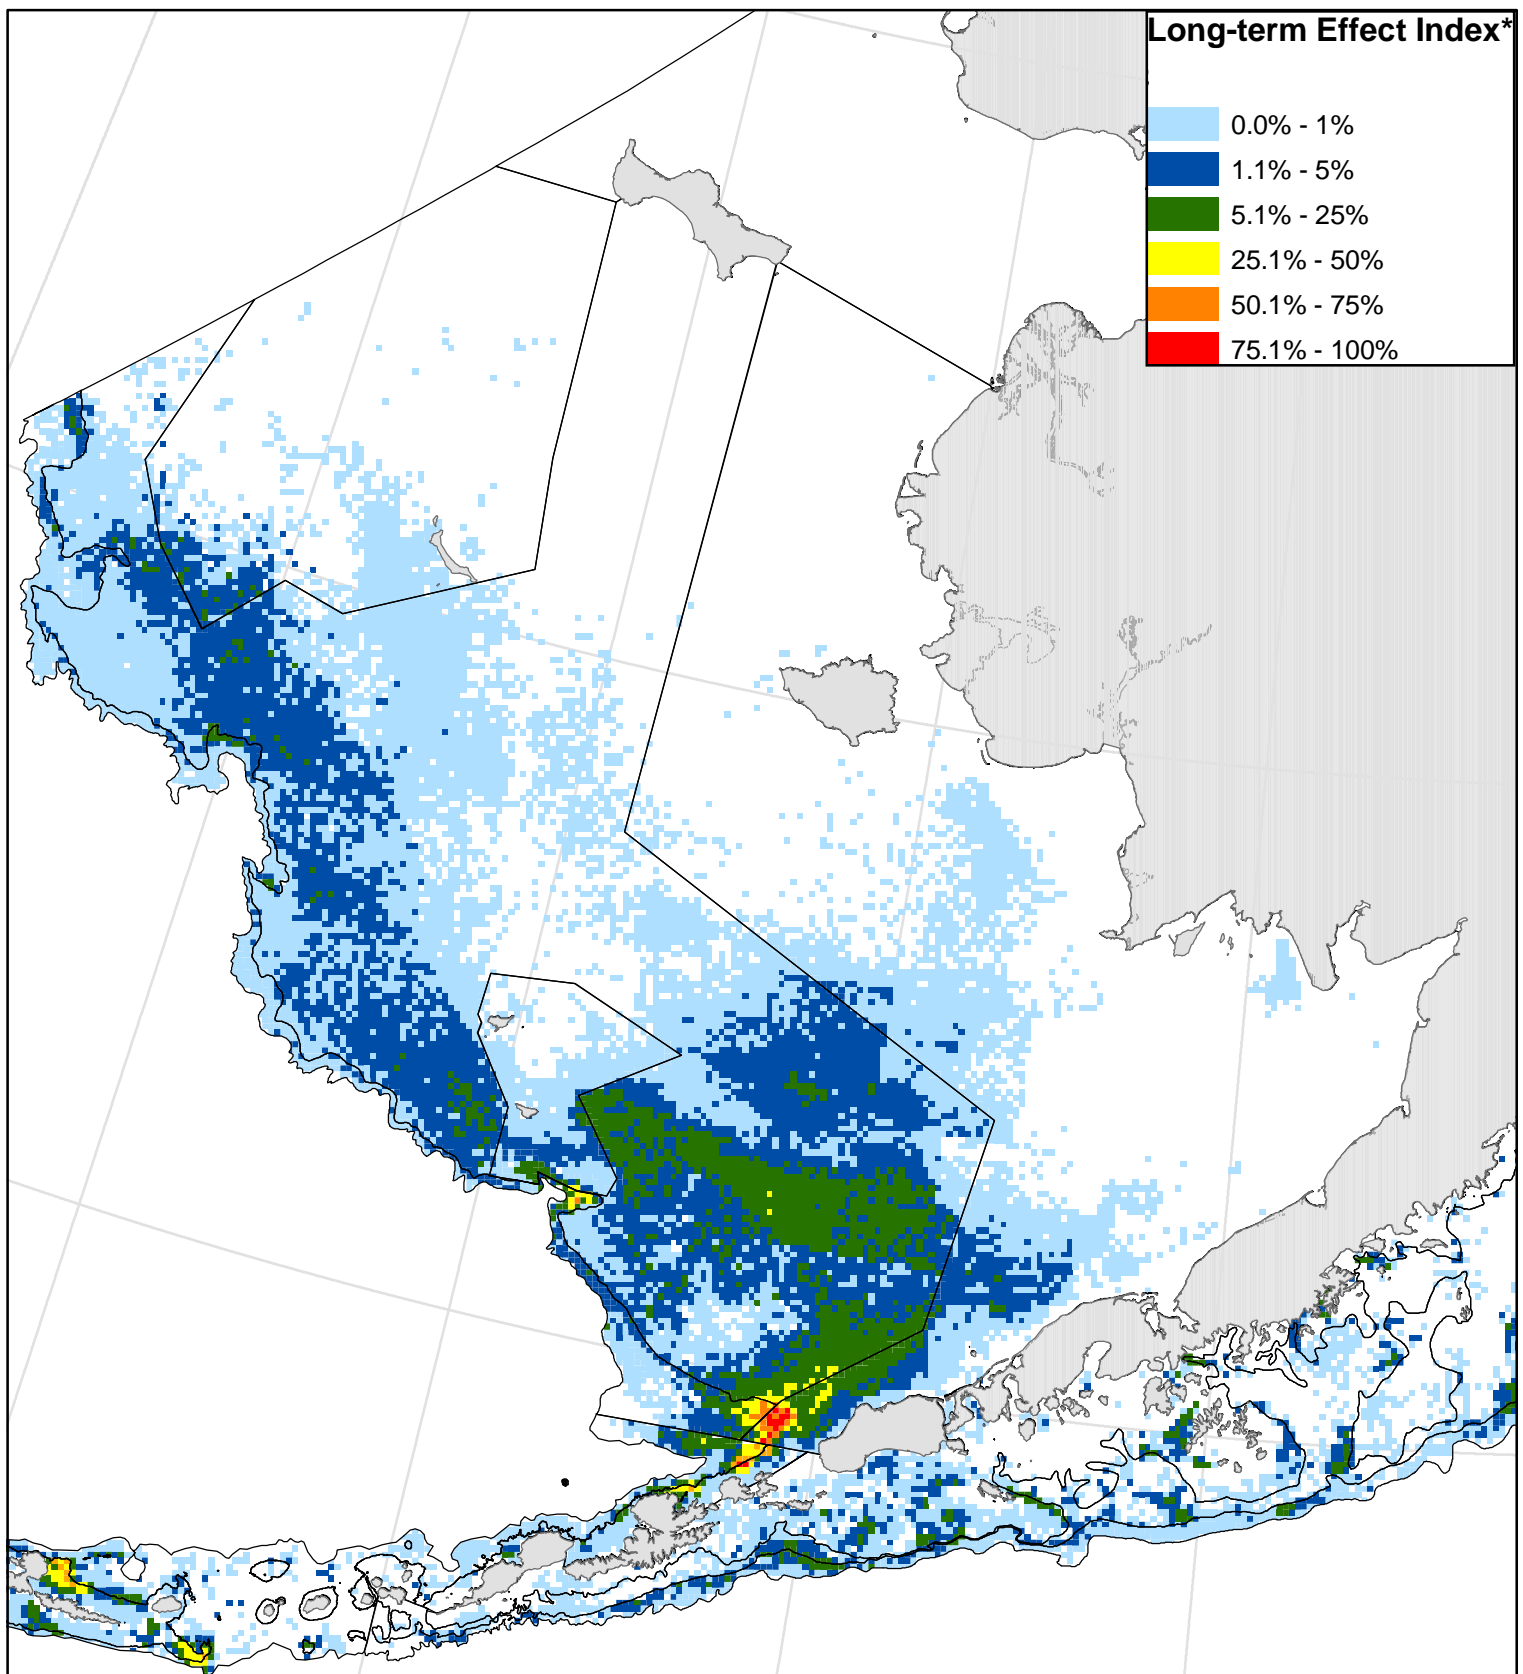 Long-term Effect Index*
0.0% - 1%
1.1% - 5%
5.1% - 25%
25.1% - 50%
50.1% - 75%
75.1% - 100%